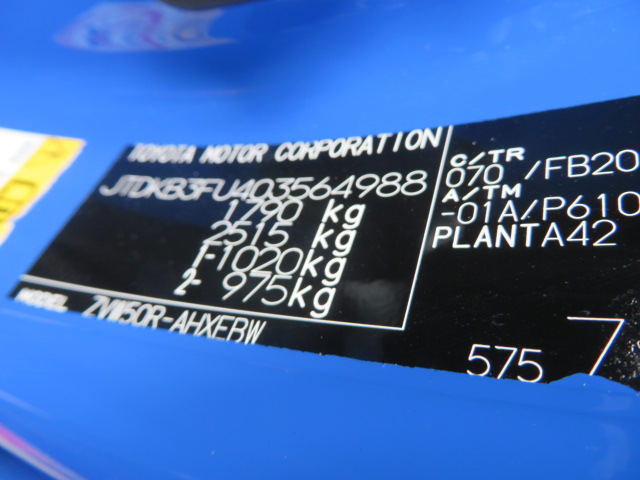 TOYOTA MOTOR CORPORATION
JTDKB3FU403564988
1790 kg
2515 kg
1-1020kg
2- 975kg
MODEL ZVW50R-AHXEBW
C/TR
070 /FB20
A/TM
-01A/P610
PLANTA42
575